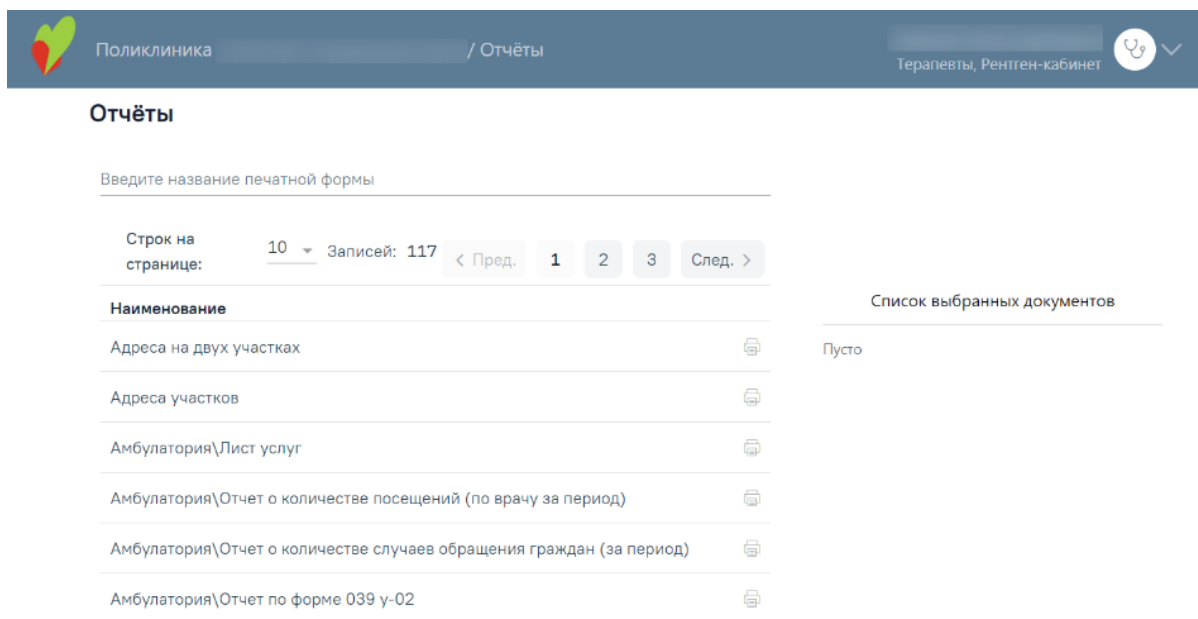 Поликлиника / Отчёты
Терапевты, Рентген-кабинет
Отчёты
Введите название печатной формы
Строк на странице: 10 Записей: 117 < Пред. 1 2 3 След. >
Наименование
Адреса на двух участках
Адреса участков
Амбулатория\Лист услуг
Амбулатория\Отчет о количестве посещений (по врачу за период)
Амбулатория\Отчет о количестве случаев обращения граждан (за период)
Амбулатория\Отчет по форме 039 у-02
Список выбранных документов
Пусто